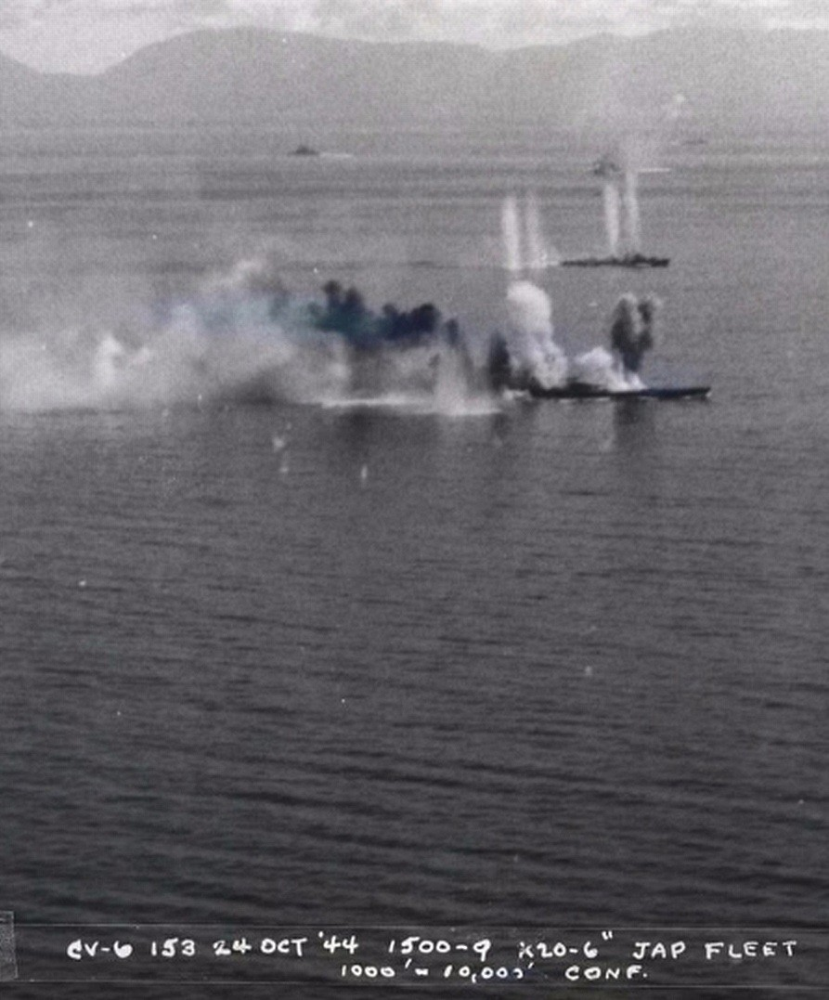 CV-6 153 24 OCT '44 1500-9 K20-6" JAP FLEET
1000'- 10,000' CONF.